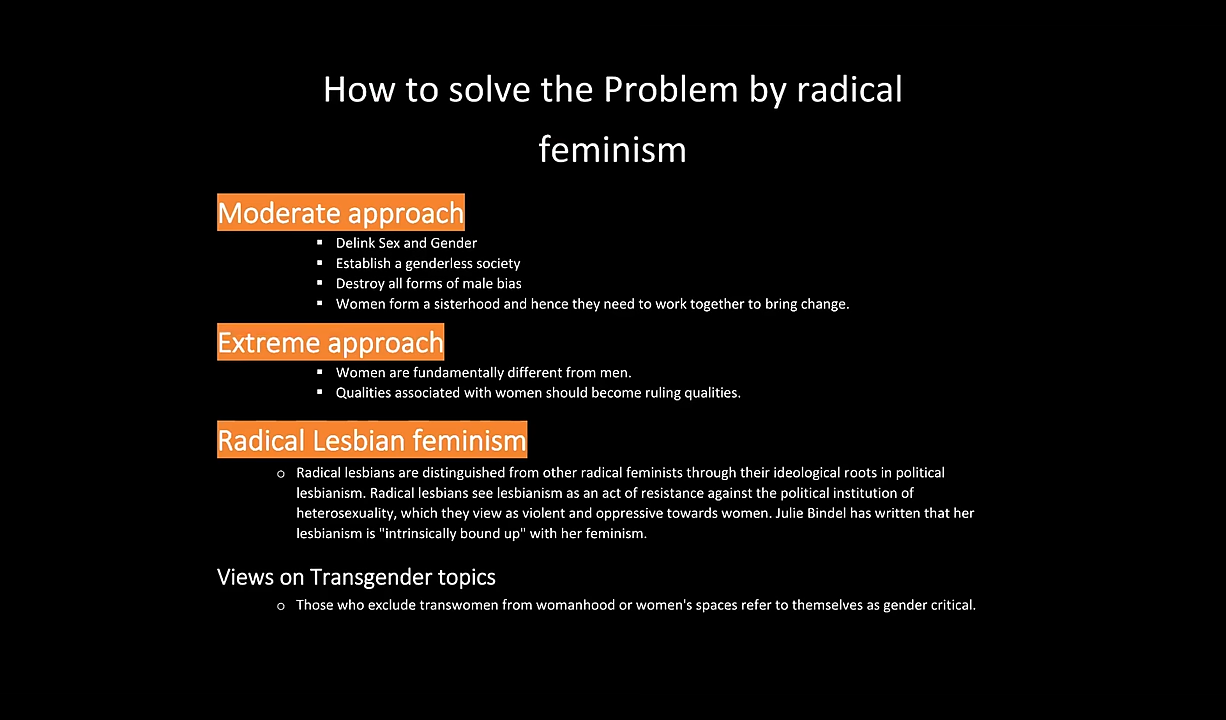 How to solve the Problem by radical
feminism
Moderate approach
▪ Delink Sex and Gender
▪ Establish a genderless society
▪ Destroy all forms of male bias
▪ Women form a sisterhood and hence they need to work together to bring change.
Extreme approach
▪ Women are fundamentally different from men.
▪ Qualities associated with women should become ruling qualities.
Radical Lesbian feminism
o Radical lesbians are distinguished from other radical feminists through their ideological roots in political
lesbianism. Radical lesbians see lesbianism as an act of resistance against the political institution of
heterosexuality, which they view as violent and oppressive towards women. Julie Bindel has written that her
lesbianism is "intrinsically bound up" with her feminism.
Views on Transgender topics
o Those who exclude transwomen from womanhood or women's spaces refer to themselves as gender critical.